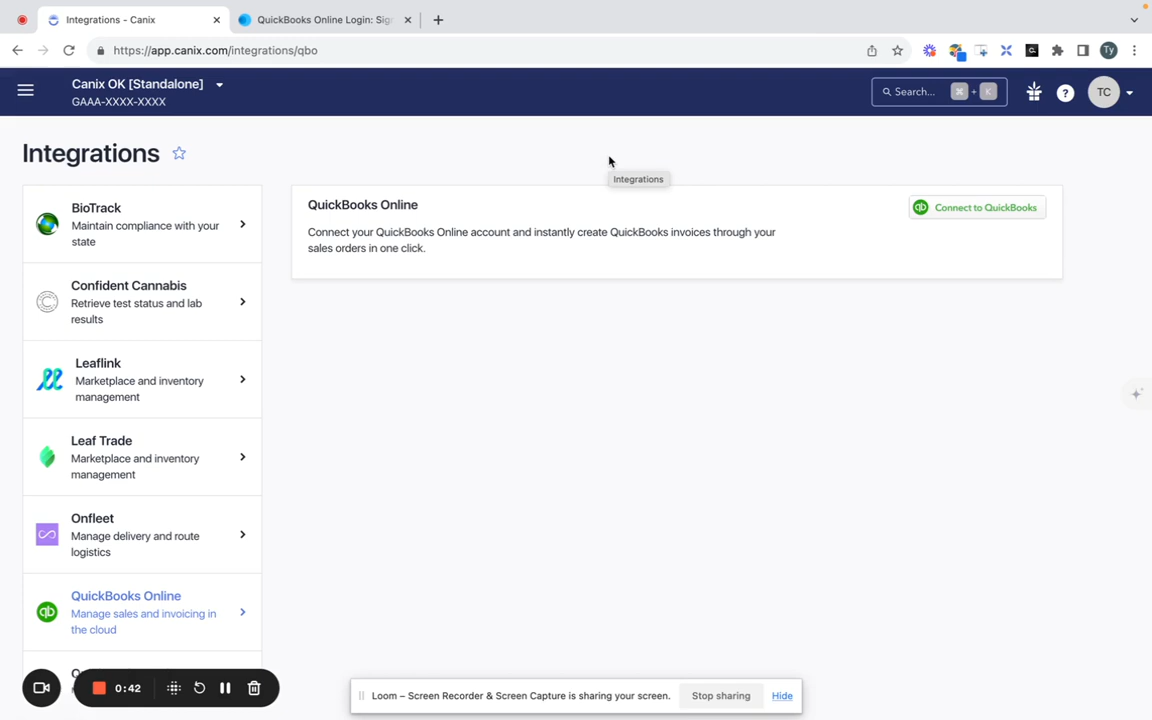 Integrations - Canix
QuickBooks Online Login: Sig
https://app.canix.com/integrations/qbo
Ty
Canix OK [Standalone]
GAAA-XXXX-XXXX
Search... ⌘ + K
?
TC
Integrations
Integrations
BioTrack
Maintain compliance with your
state
Confident Cannabis
Retrieve test status and lab
results
Leaflink
Marketplace and inventory
management
Leaf Trade
Marketplace and inventory
management
Onfleet
Manage delivery and route
logistics
QuickBooks Online
Manage sales and invoicing in
the cloud
QuickBooks Online
Connect your QuickBooks Online account and instantly create QuickBooks invoices through your
sales orders in one click.
qb Connect to QuickBooks
0:42
Loom – Screen Recorder & Screen Capture is sharing your screen.
Stop sharing
Hide